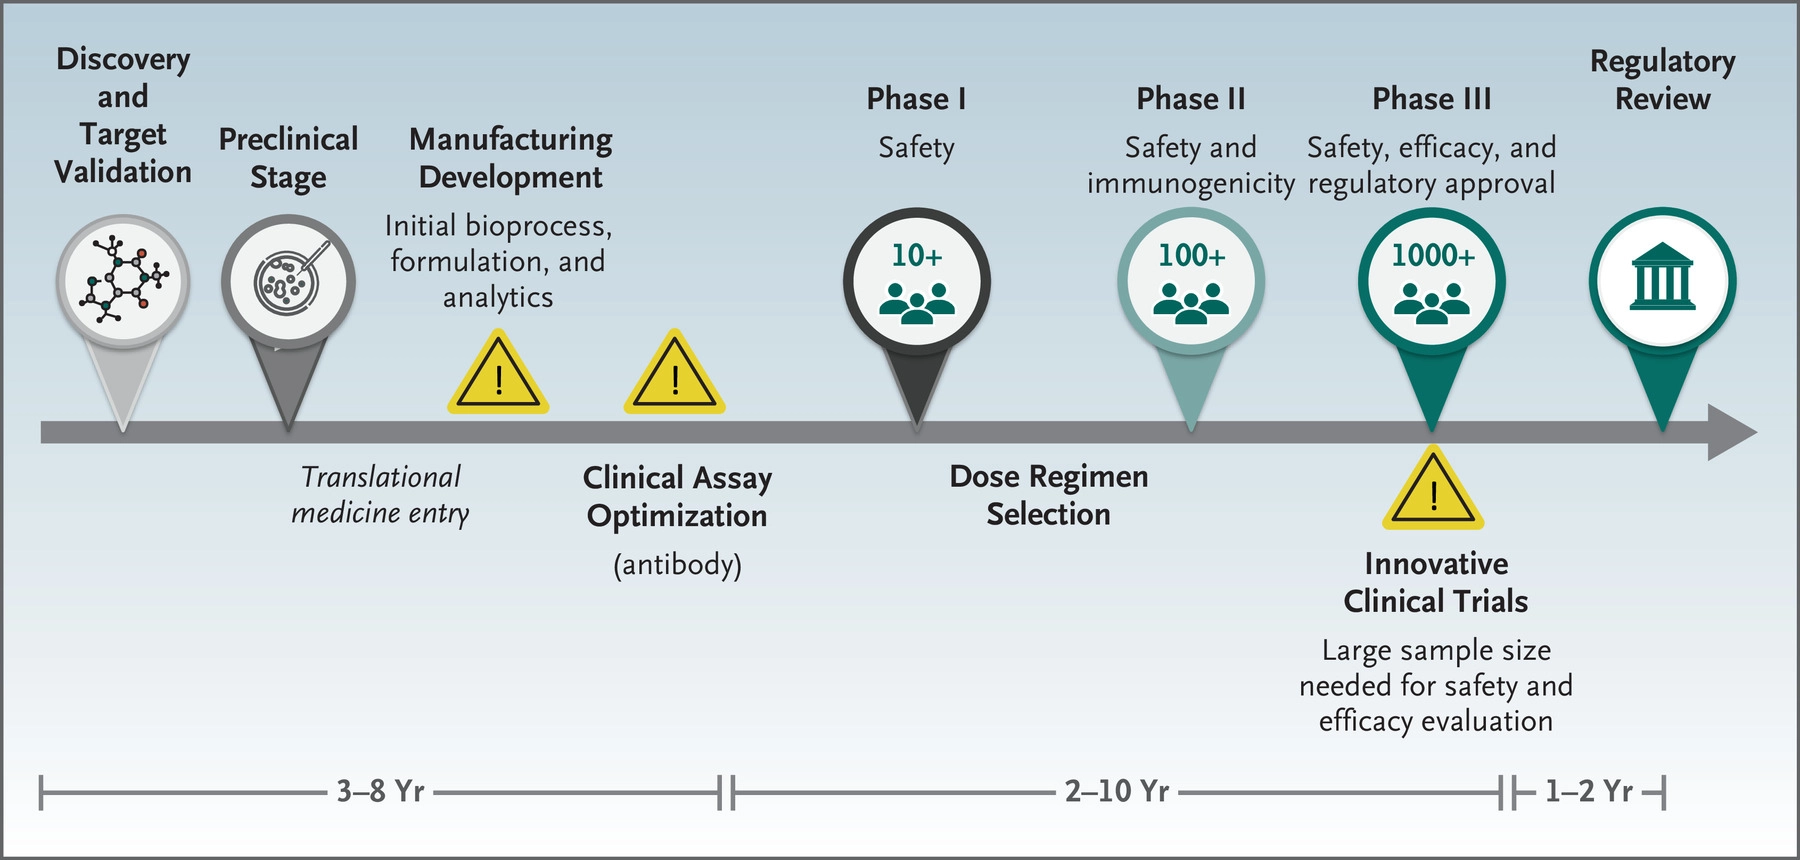 Discovery
and
Target
Validation
Preclinical
Stage
Manufacturing
Development
Initial bioprocess,
formulation, and
analytics
!
!
Phase I
Safety
10+
Phase II
Safety and
immunogenicity
100+
Phase III
Safety, efficacy, and
regulatory approval
1000+
Regulatory
Review
Translational
medicine entry
Clinical Assay
Optimization
(antibody)
Dose Regimen
Selection
!
Innovative
Clinical Trials
Large sample size
needed for safety and
efficacy evaluation
3–8 Yr
2–10 Yr
1–2 Yr